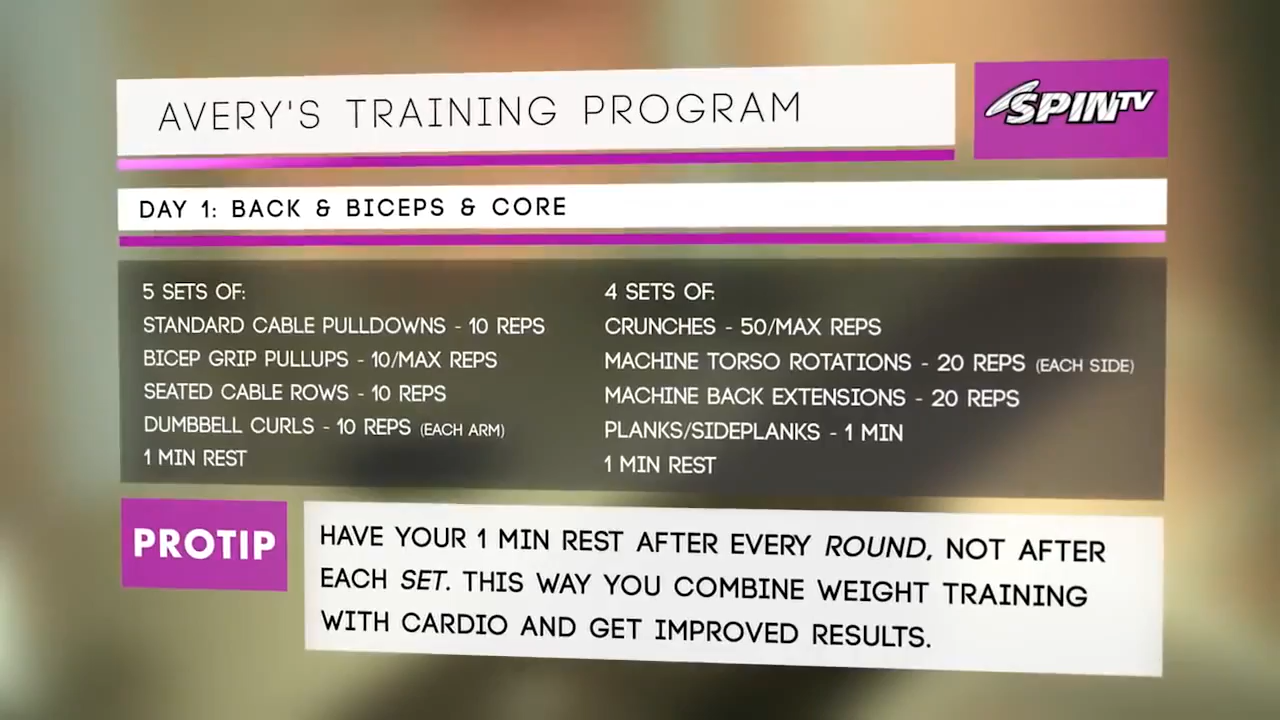 AVERY'S TRAINING PROGRAM
SPINTV
DAY 1: BACK & BICEPS & CORE
5 SETS OF:
STANDARD CABLE PULLDOWNS - 10 REPS
BICEP GRIP PULLUPS - 10/MAX REPS
SEATED CABLE ROWS - 10 REPS
DUMBBELL CURLS - 10 REPS (EACH ARM)
1 MIN REST
4 SETS OF:
CRUNCHES - 50/MAX REPS
MACHINE TORSO ROTATIONS - 20 REPS (EACH SIDE)
MACHINE BACK EXTENSIONS - 20 REPS
PLANKS/SIDEPLANKS - 1 MIN
1 MIN REST
PROTIP
HAVE YOUR 1 MIN REST AFTER EVERY ROUND, NOT AFTER
EACH SET. THIS WAY YOU COMBINE WEIGHT TRAINING
WITH CARDIO AND GET IMPROVED RESULTS.